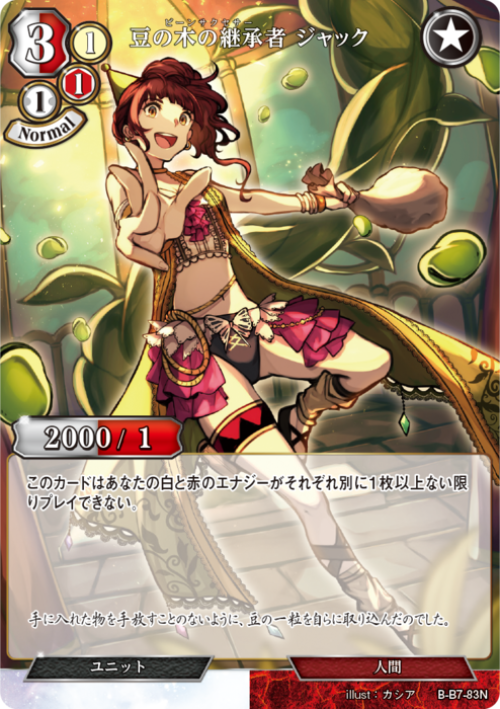 ビーンサクセサー
3 1 豆の木の継承者 ジャック
1
1
Normal
2000 / 1
このカードはあなたの白と赤のエナジーがそれぞれ別に1枚以上ない限
りプレイできない。
手に入れた物を手放すことのないように、豆の一粒を自らに取り込んだのでした。
ユニット 人間
illust：カシア B-B7-83N